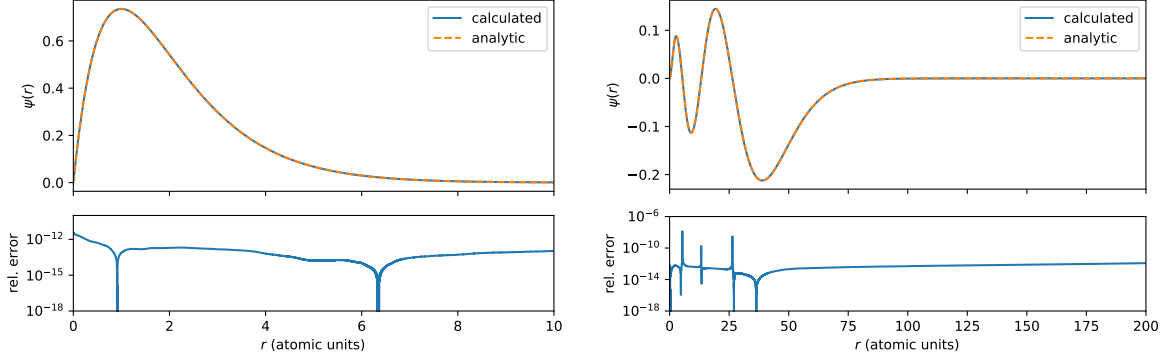 calculated
analytic
0.6
0.4
0.2
0.0
ψ(r)
10⁻¹²
10⁻¹⁵
10⁻¹⁸
rel. error
0 2 4 6 8 10
r (atomic units)
calculated
analytic
0.1
0.0
−0.1
−0.2
ψ(r)
10⁻⁶
10⁻¹⁰
10⁻¹⁴
10⁻¹⁸
rel. error
0 25 50 75 100 125 150 175 200
r (atomic units)